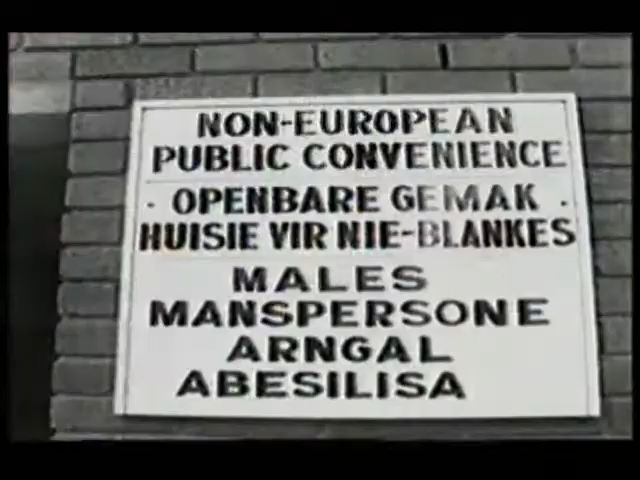 NON-EUROPEAN
PUBLIC CONVENIENCE
· OPENBARE GEMAK ·
HUISIE VIR NIE-BLANKES
MALES
MANSPERSONE
ARNGAL
ABESILISA